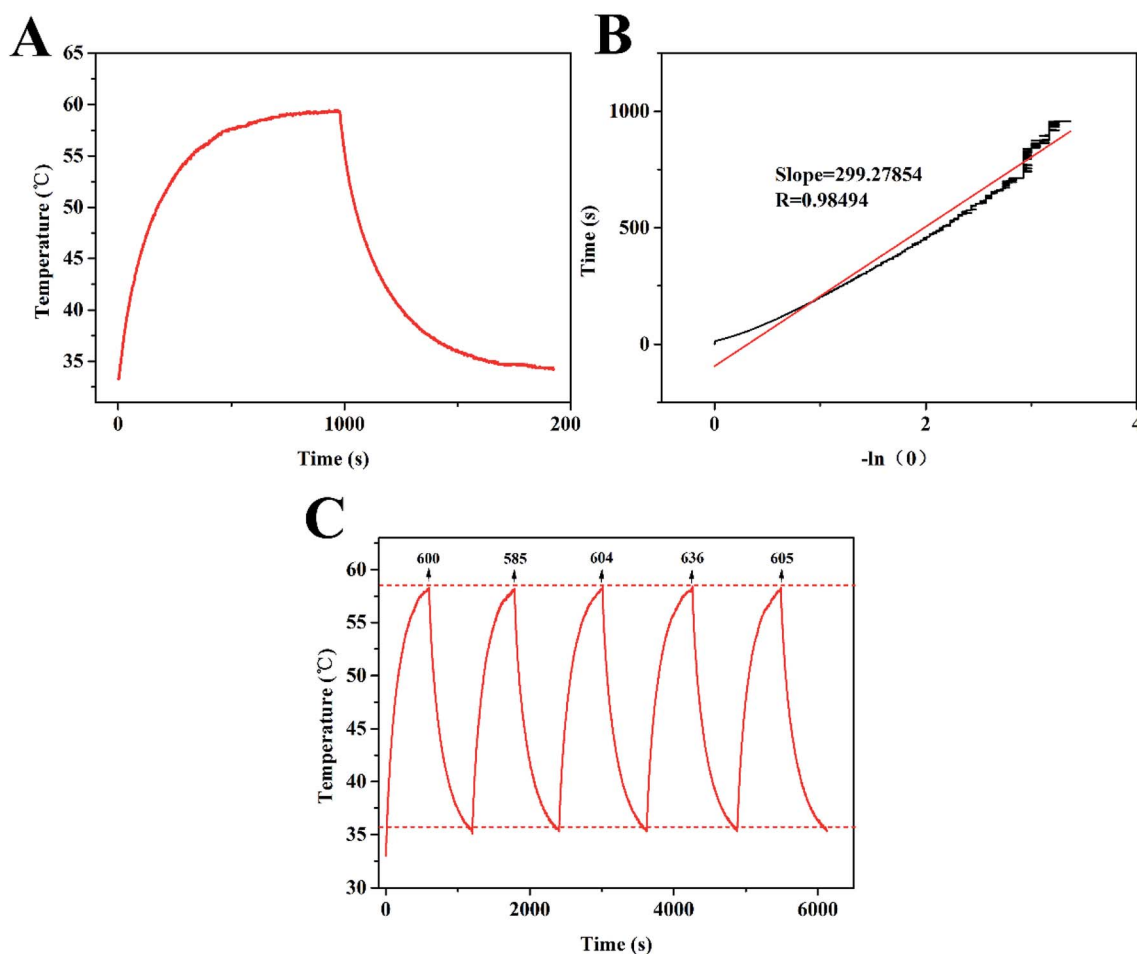 A
65
60
55
50
45
40
35
Temperature (℃)
0
1000
200
Time (s)
B
1000
500
0
Time (s)
Slope=299.27854
R=0.98494
0
2
4
-ln（0）
C
600
585
604
636
605
60
55
50
45
40
35
30
Temperature (℃)
0
2000
4000
6000
Time (s)